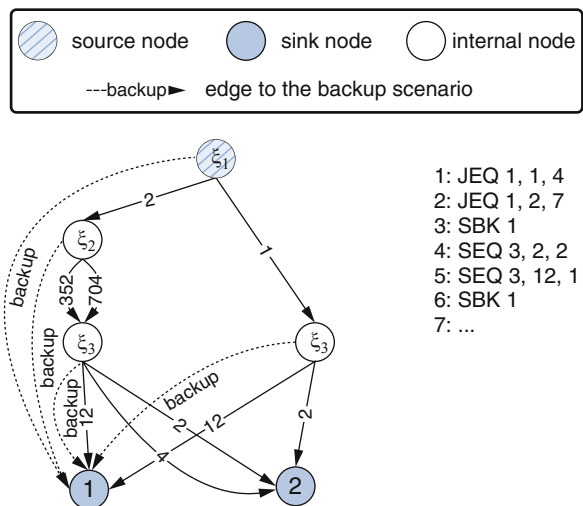 source node
sink node
internal node
---backup► edge to the backup scenario
ξ1
2
1
backup
ξ2
352
704
backup
ξ3
ξ3
backup
backup
12
2
12
2
4
1
2
1: JEQ 1, 1, 4
2: JEQ 1, 2, 7
3: SBK 1
4: SEQ 3, 2, 2
5: SEQ 3, 12, 1
6: SBK 1
7: ...